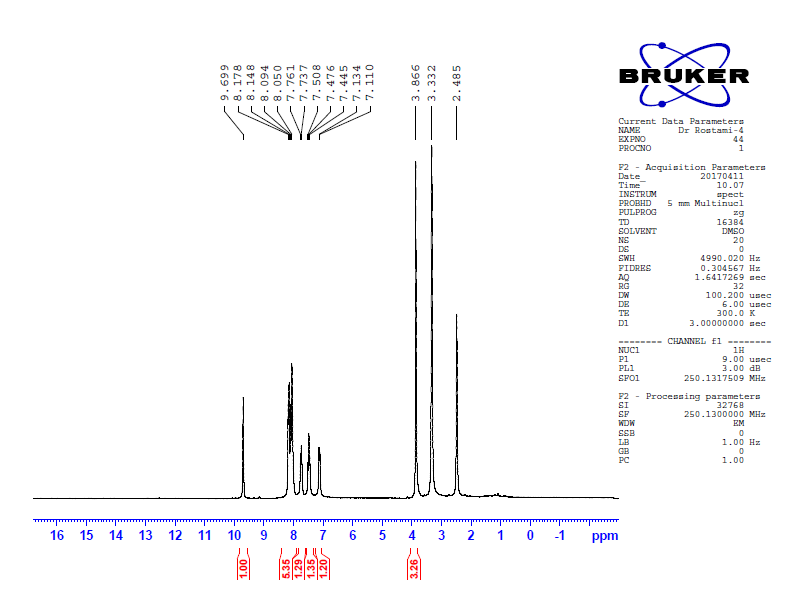 9.699
8.178
8.148
8.094
8.050
7.761
7.737
7.508
7.476
7.445
7.134
7.110
3.866
3.332
2.485
BRUKER
Current Data Parameters
NAME Dr Rostami-4
EXPNO 44
PROCNO 1
F2 - Acquisition Parameters
Date_ 20170411
Time 10.07
INSTRUM spect
PROBHD 5 mm Multinucl
PULPROG zg
TD 16384
SOLVENT DMSO
NS 20
DS 0
SWH 4990.020 Hz
FIDRES 0.304567 Hz
AQ 1.6417269 sec
RG 32
DW 100.200 usec
DE 6.00 usec
TE 300.0 K
D1 3.00000000 sec
======== CHANNEL f1 ========
NUC1 1H
P1 9.00 usec
PL1 3.00 dB
SFO1 250.1317509 MHz
F2 - Processing parameters
SI 32768
SF 250.1300000 MHz
WDW EM
SSB 0
LB 1.00 Hz
GB 0
PC 1.00
16 15 14 13 12 11 10 9 8 7 6 5 4 3 2 1 0 -1 ppm
1.00
5.35
1.29
1.35
1.20
3.26